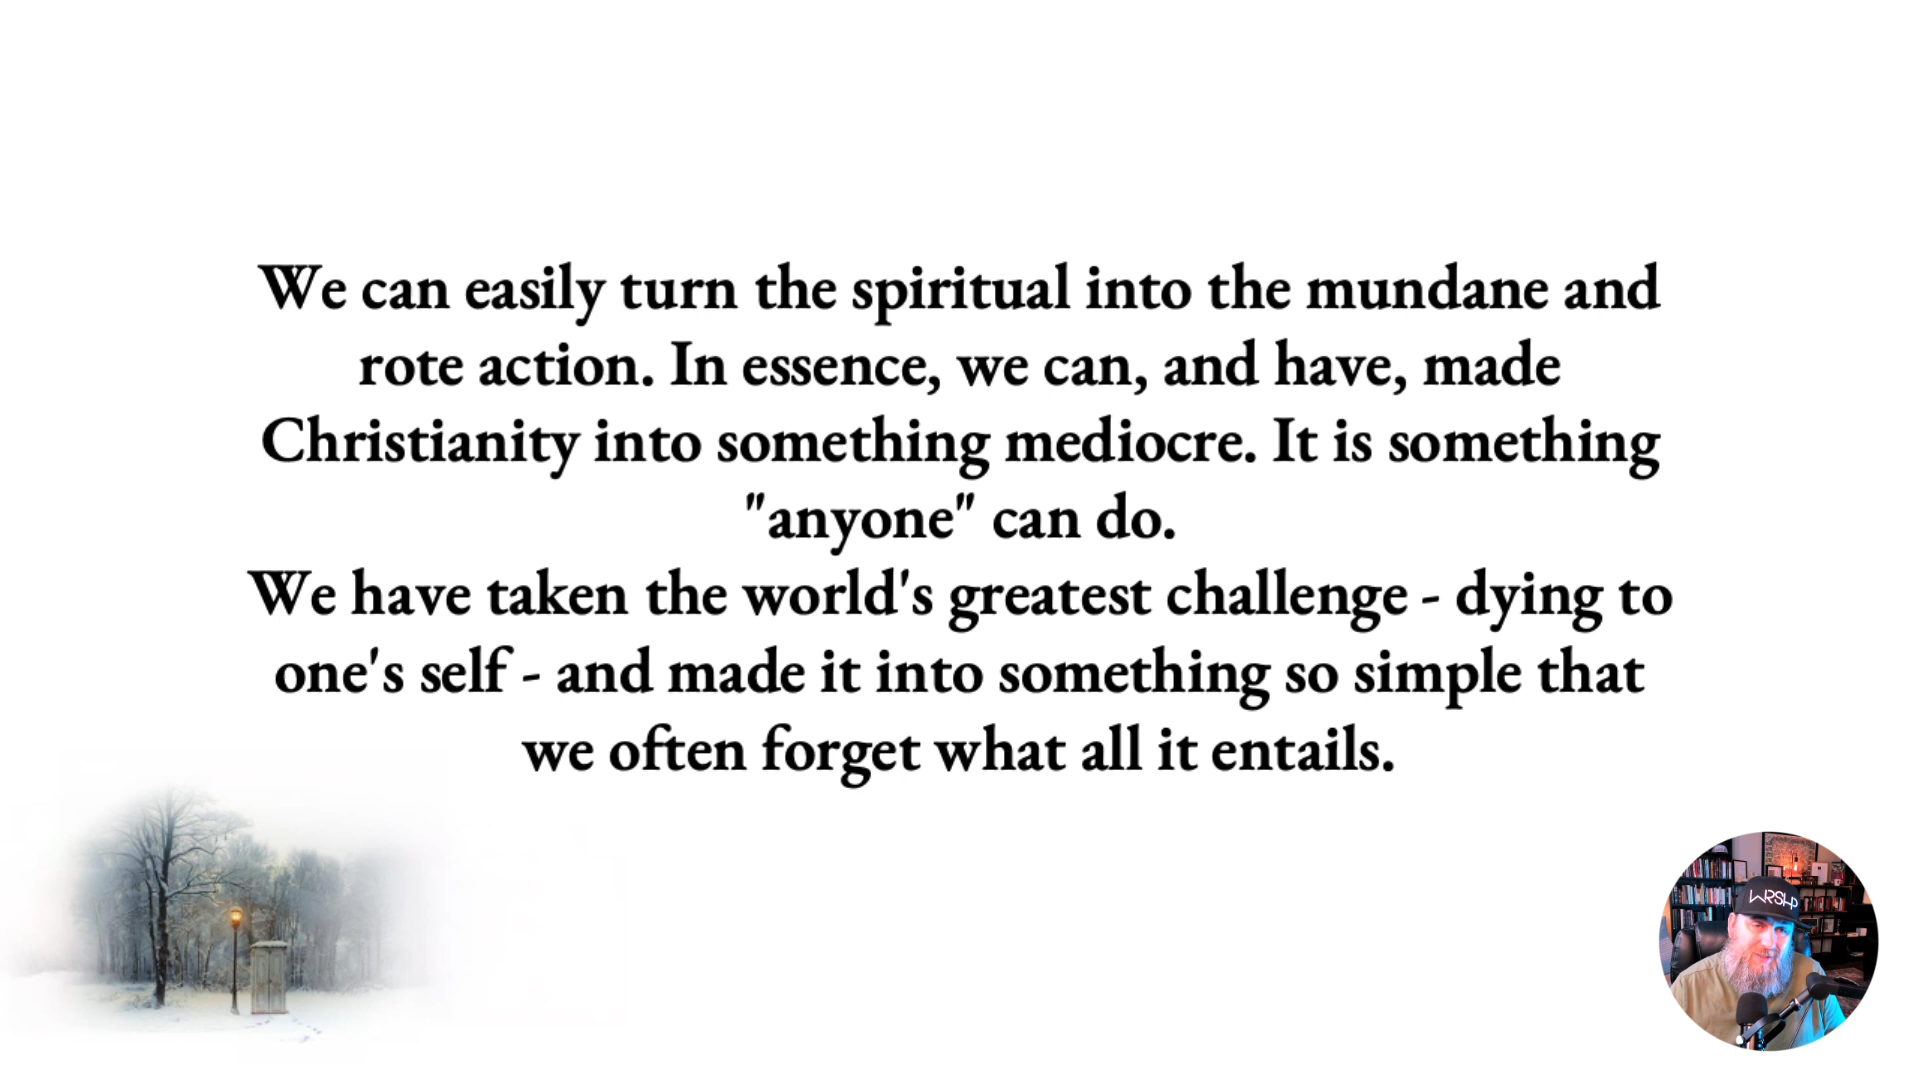 We can easily turn the spiritual into the mundane and
rote action. In essence, we can, and have, made
Christianity into something mediocre. It is something
"anyone" can do.
We have taken the world's greatest challenge - dying to
one's self - and made it into something so simple that
we often forget what all it entails.
WRSHP